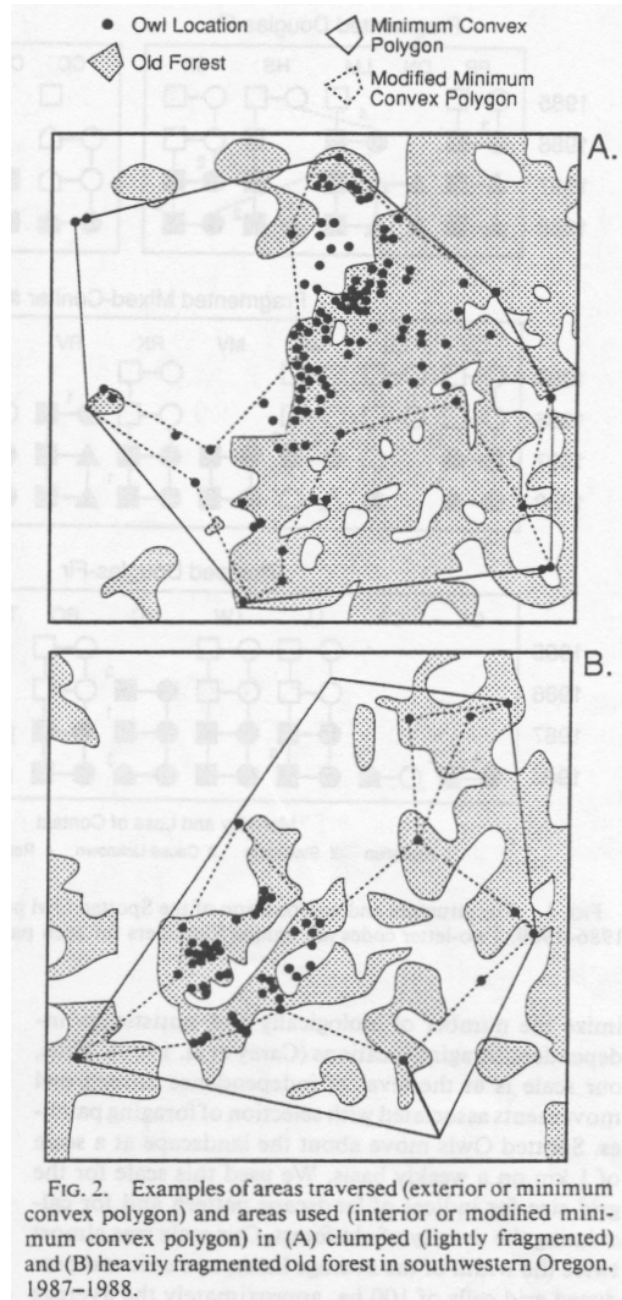 Owl Location
Old Forest
Minimum Convex
Polygon
Modified Minimum
Convex Polygon
A.
B.
FIG. 2. Examples of areas traversed (exterior or minimum
convex polygon) and areas used (interior or modified mini-
mum convex polygon) in (A) clumped (lightly fragmented)
and (B) heavily fragmented old forest in southwestern Oregon,
1987–1988.